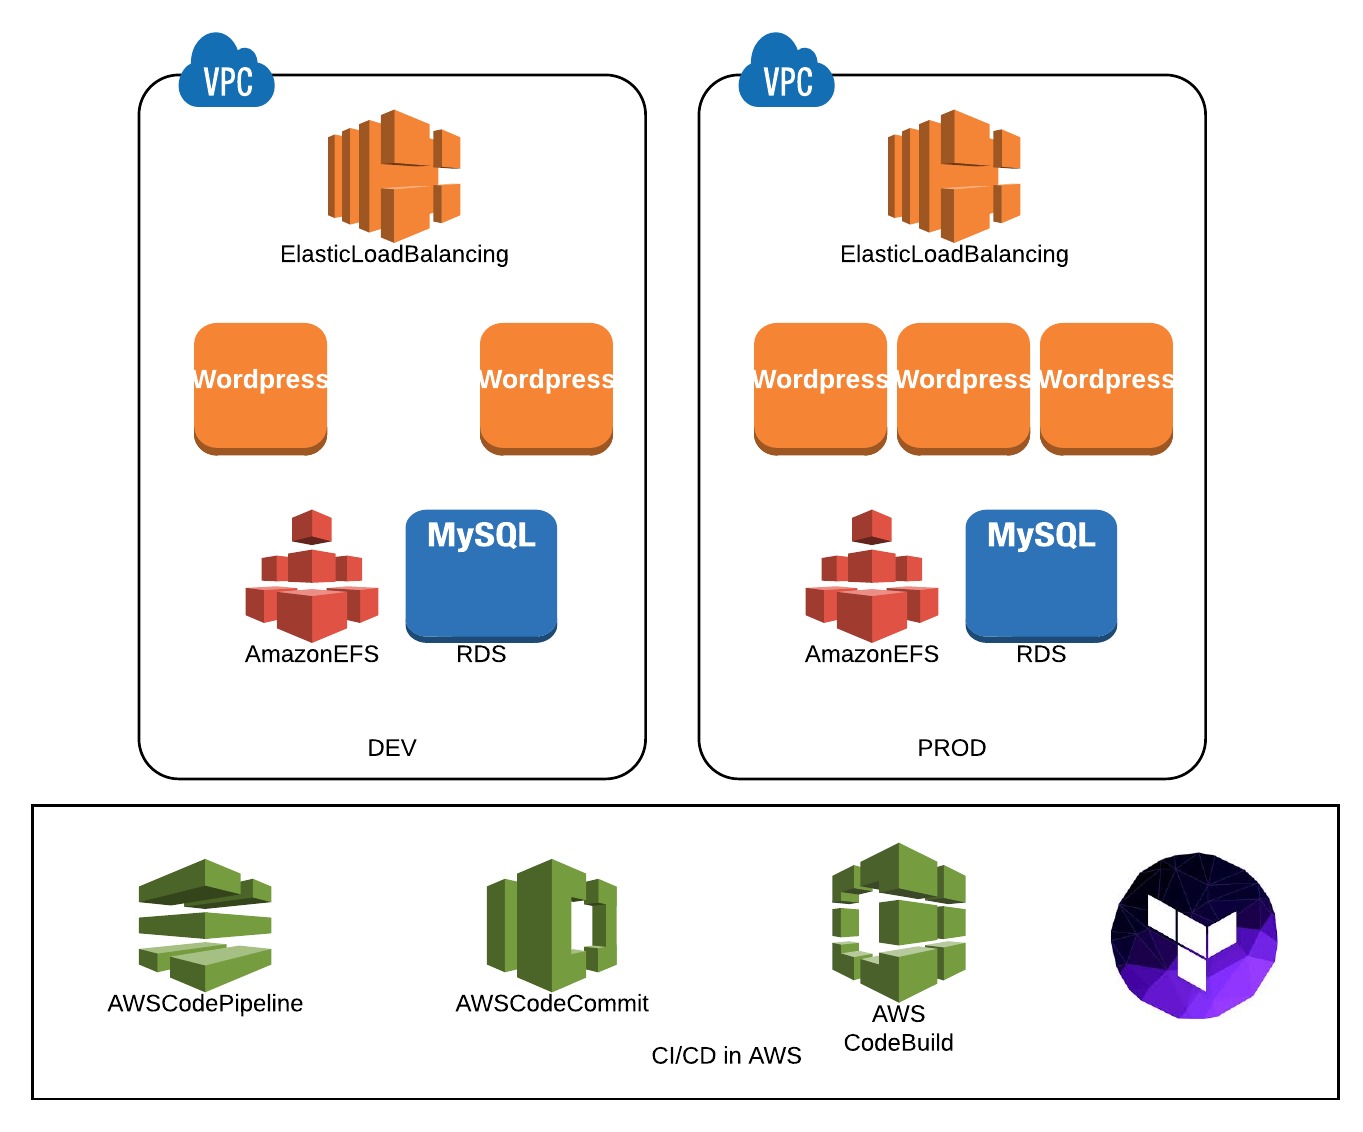 VPC
VPC
ElasticLoadBalancing
ElasticLoadBalancing
Wordpress
Wordpress
Wordpress
Wordpress
Wordpress
MySQL
MySQL
AmazonEFS
RDS
AmazonEFS
RDS
DEV
PROD
AWSCodePipeline
AWSCodeCommit
AWS
CodeBuild
CI/CD in AWS